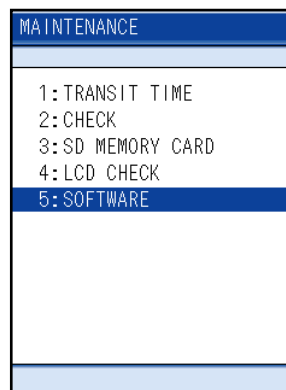 MAINTENANCE
1:TRANSIT TIME
2:CHECK
3:SD MEMORY CARD
4:LCD CHECK
5:SOFTWARE